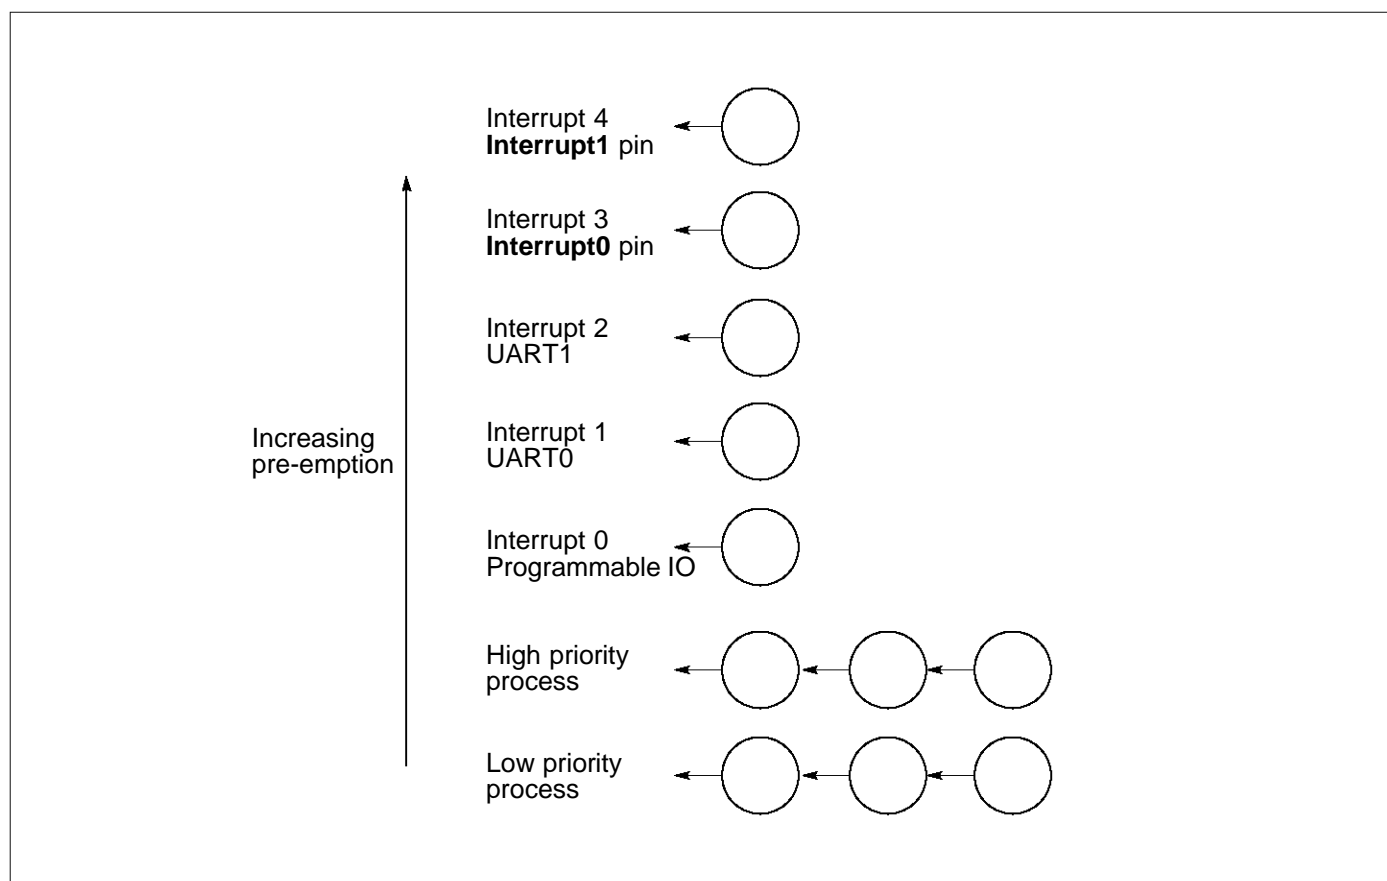 Interrupt 4
Interrupt1 pin
Interrupt 3
Interrupt0 pin
Interrupt 2
UART1
Increasing
pre-emption
Interrupt 1
UART0
Interrupt 0
Programmable IO
High priority
process
Low priority
process